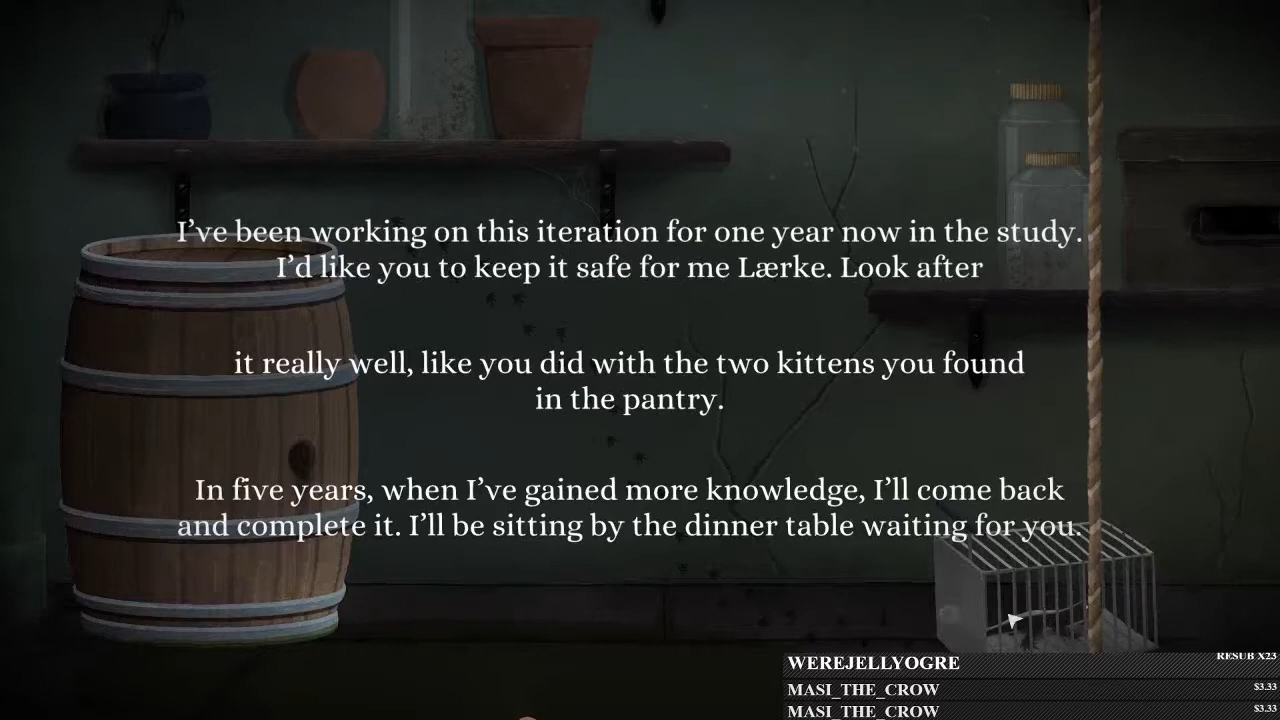 I've been working on this iteration for one year now in the study.
I'd like you to keep it safe for me Lærke. Look after
it really well, like you did with the two kittens you found
in the pantry.
In five years, when I've gained more knowledge, I'll come back
and complete it. I'll be sitting by the dinner table waiting for you.
WEREJELLYOGRE RESUB X23
MASI_THE_CROW $3.33
MASI_THE_CROW $3.33